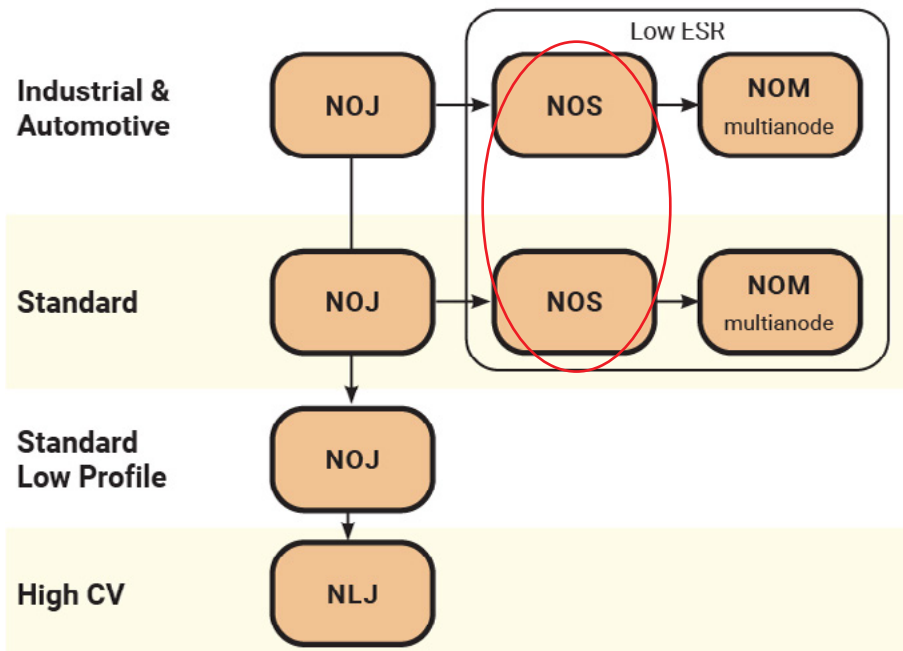 Low ESR
Industrial &
Automotive
NOJ
NOS
NOM
multianode
Standard
NOJ
NOS
NOM
multianode
Standard
Low Profile
NOJ
High CV
NLJ